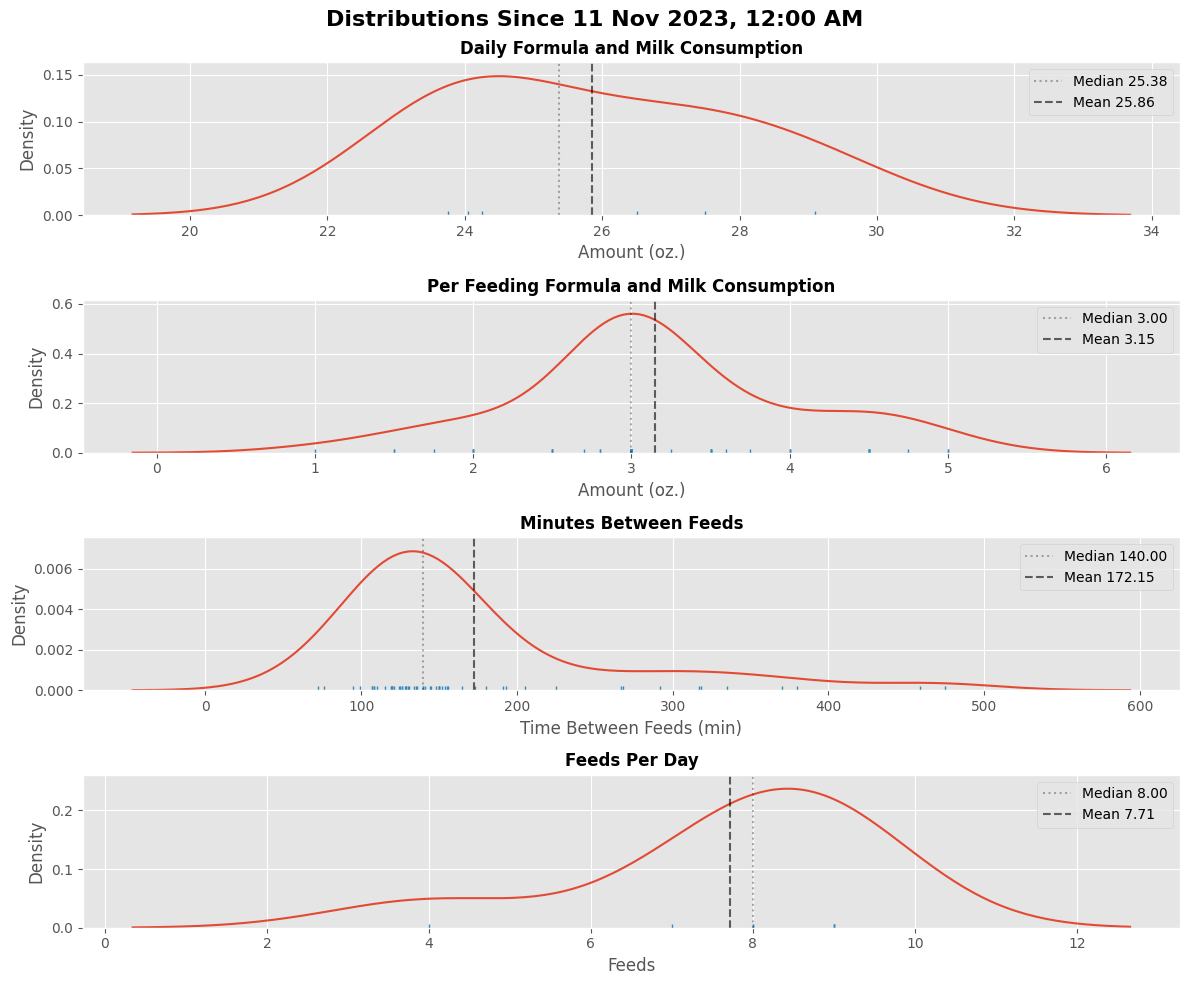 Distributions Since 11 Nov 2023, 12:00 AM
Daily Formula and Milk Consumption
Density
0.15
0.10
0.05
0.00
Median 25.38
Mean 25.86
20 22 24 26 28 30 32 34
Amount (oz.)
Per Feeding Formula and Milk Consumption
Density
0.6
0.4
0.2
0.0
Median 3.00
Mean 3.15
0 1 2 3 4 5 6
Amount (oz.)
Minutes Between Feeds
Density
0.006
0.004
0.002
0.000
Median 140.00
Mean 172.15
0 100 200 300 400 500 600
Time Between Feeds (min)
Feeds Per Day
Density
0.2
0.1
0.0
Median 8.00
Mean 7.71
0 2 4 6 8 10 12
Feeds